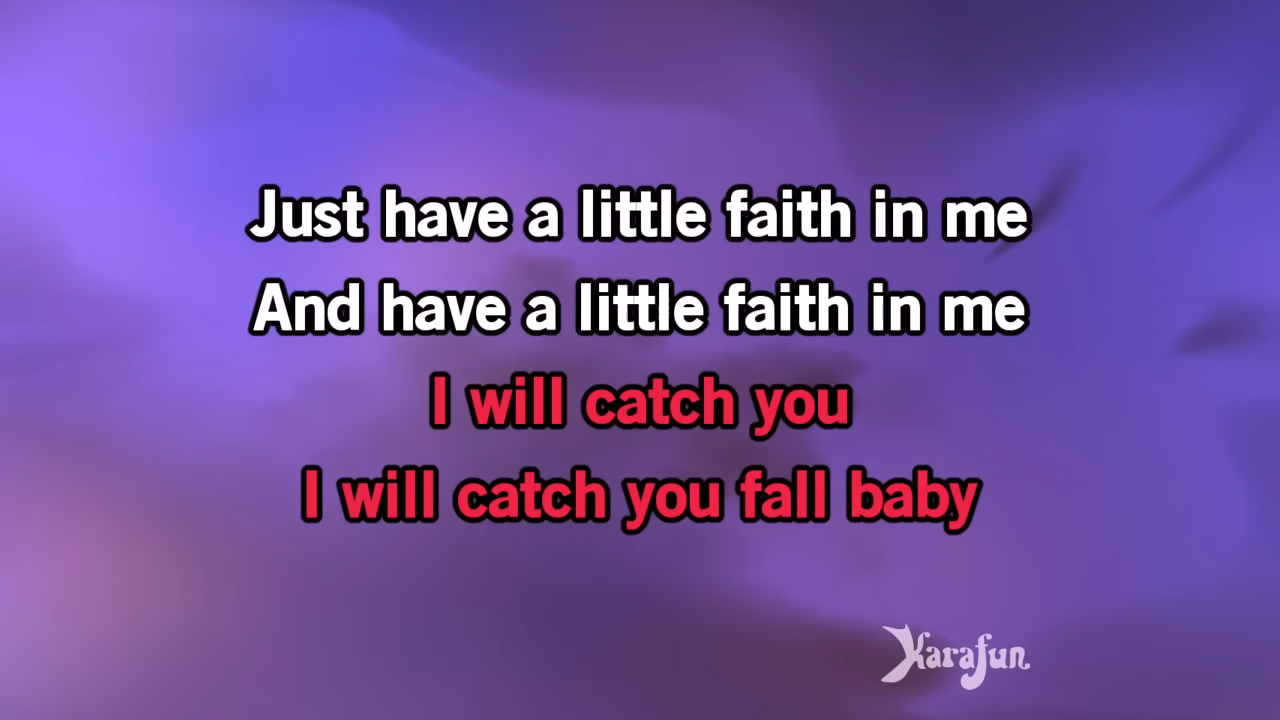 Just have a little faith in me
And have a little faith in me
I will catch you
I will catch you fall baby
Karafun